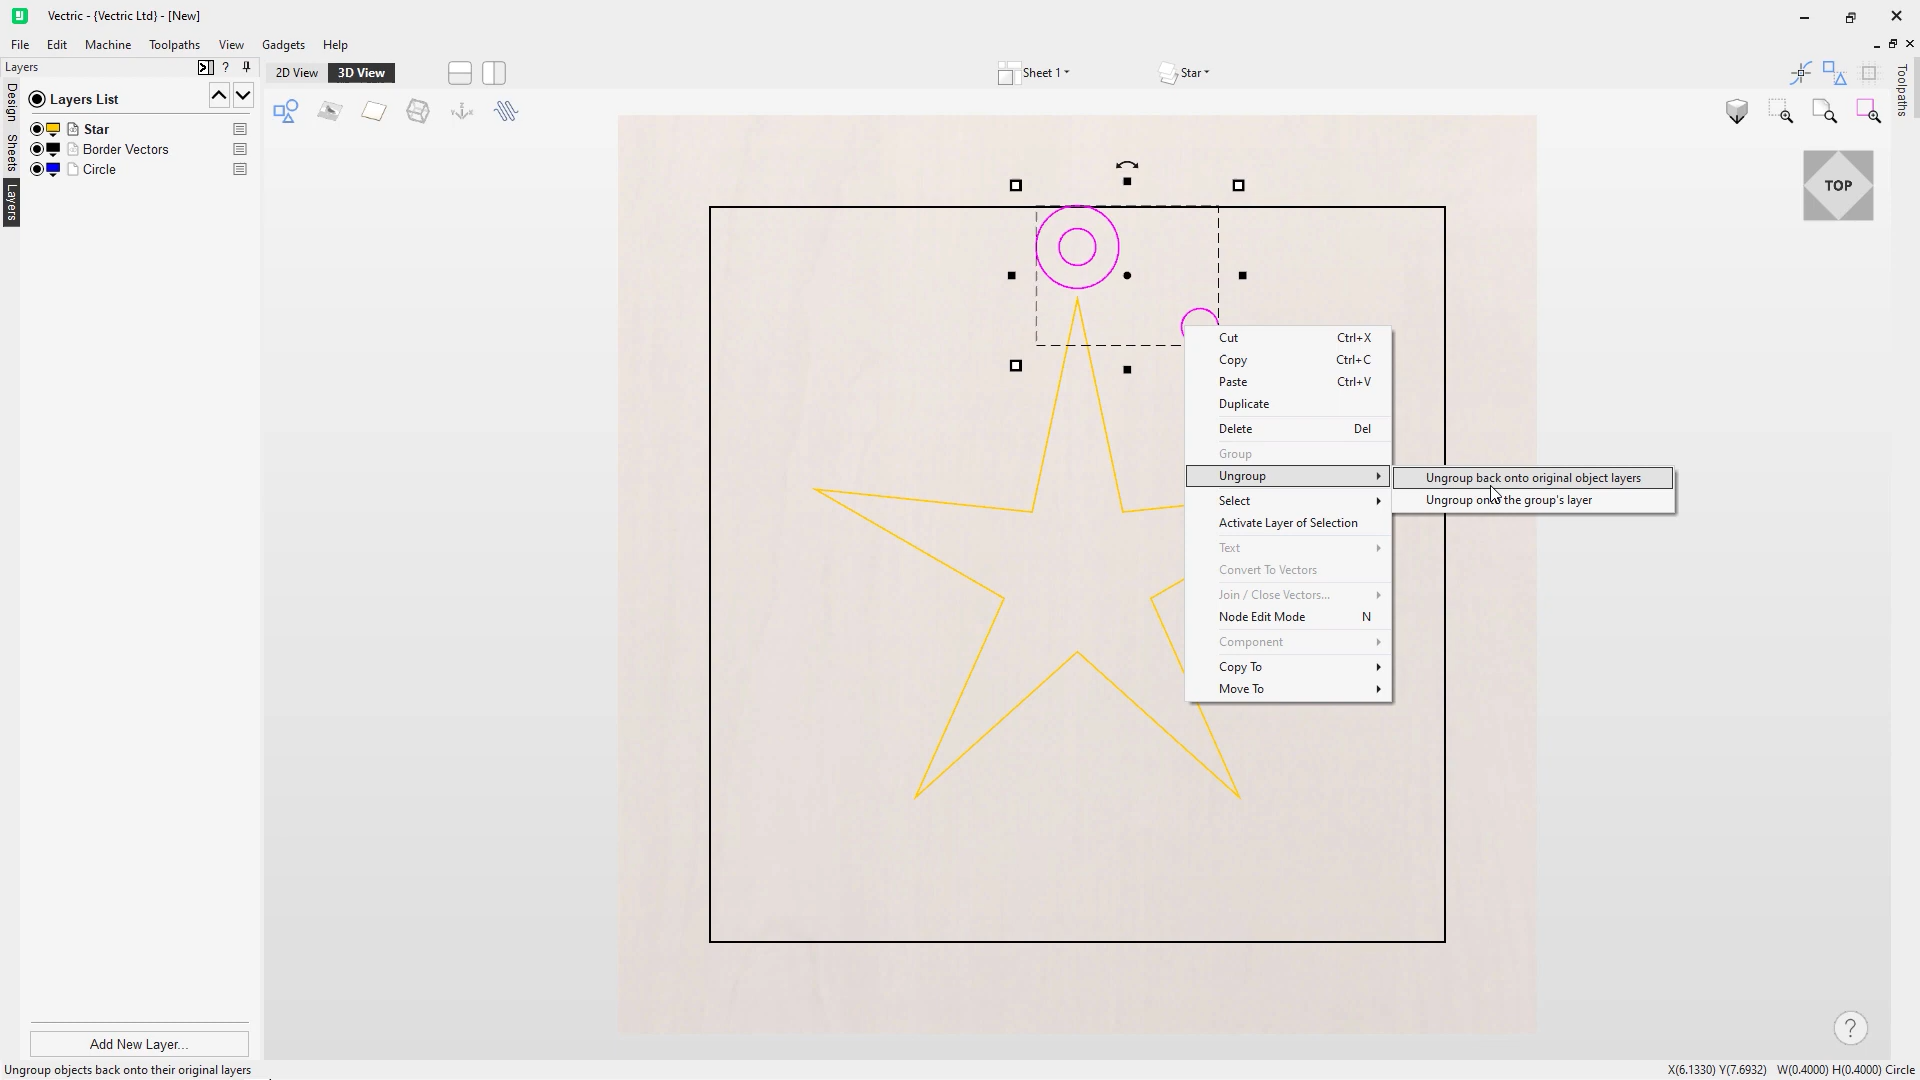 Vectric - {Vectric Ltd} - [New]
File Edit Machine Toolpaths View Gadgets Help
Layers ?
2D View 3D View Sheet 1 Star
Layers List
Star
Border Vectors
Circle
Design
Sheets
Layers
Toolpaths
TOP
Cut Ctrl+X
Copy Ctrl+C
Paste Ctrl+V
Duplicate
Delete Del
Group
Ungroup
Ungroup back onto original object layers
Ungroup onto the group's layer
Select
Activate Layer of Selection
Text
Convert To Vectors
Join / Close Vectors...
Node Edit Mode N
Component
Copy To
Move To
?
Add New Layer...
Ungroup objects back onto their original layers
X(6.1330) Y(7.6932) W(0.4000) H(0.4000) Circle